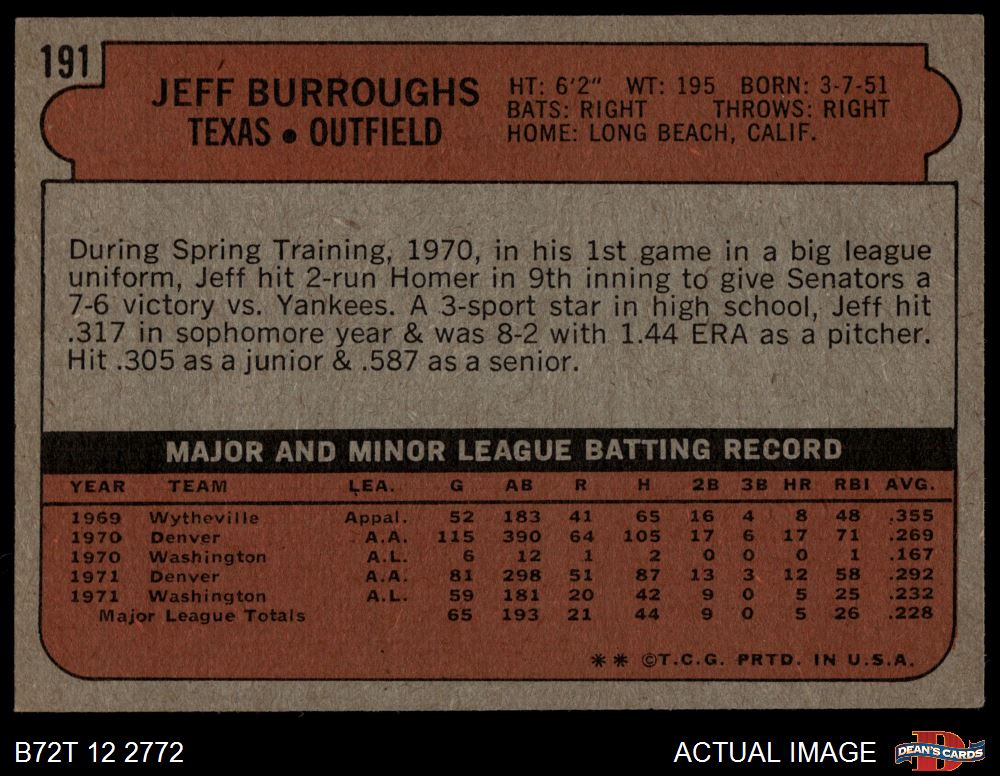 191
JEFF BURROUGHS
TEXAS • OUTFIELD
HT: 6'2" WT: 195 BORN: 3-7-51
BATS: RIGHT THROWS: RIGHT
HOME: LONG BEACH, CALIF.
During Spring Training, 1970, in his 1st game in a big league
uniform, Jeff hit 2-run Homer in 9th inning to give Senators a
7-6 victory vs. Yankees. A 3-sport star in high school, Jeff hit
.317 in sophomore year & was 8-2 with 1.44 ERA as a pitcher.
Hit .305 as a junior & .587 as a senior.
MAJOR AND MINOR LEAGUE BATTING RECORD
YEAR TEAM LEA. G AB R H 2B 3B HR RBI AVG.
1969 Wytheville Appal. 52 183 41 65 16 4 8 48 .355
1970 Denver A.A. 115 390 64 105 17 6 17 71 .269
1970 Washington A.L. 6 12 1 2 0 0 0 1 .167
1971 Denver A.A. 81 298 51 87 13 3 12 58 .292
1971 Washington A.L. 59 181 20 42 9 0 5 25 .232
Major League Totals 65 193 21 44 9 0 5 26 .228
** ©T.C.G. PRTD. IN U.S.A.
B72T 12 2772
ACTUAL IMAGE
D
DEAN'S CARDS